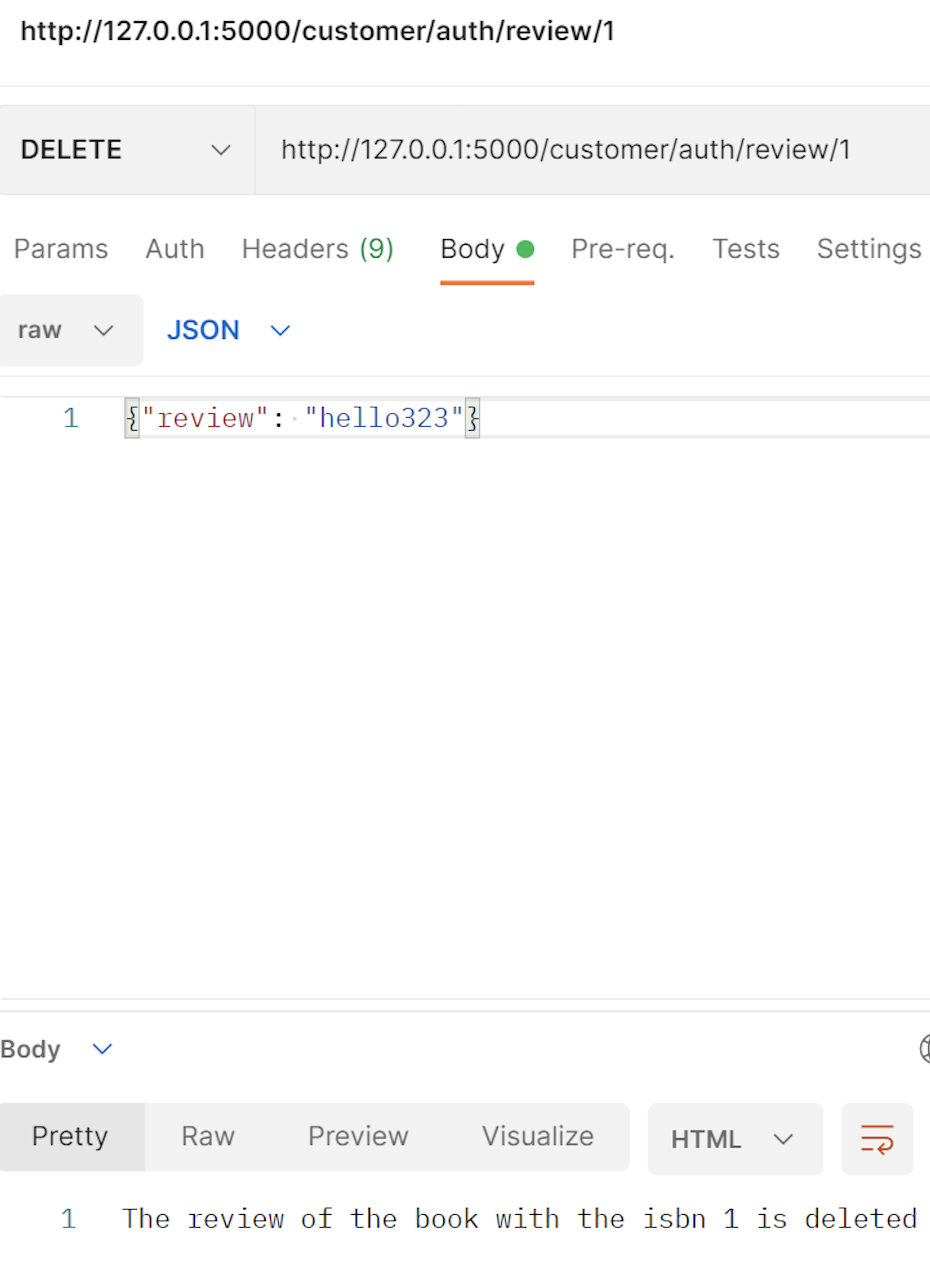 http://127.0.0.1:5000/customer/auth/review/1
DELETE http://127.0.0.1:5000/customer/auth/review/1
Params Auth Headers (9) Body Pre-req. Tests Settings
raw JSON
1 {"review": "hello323"}
Body
Pretty Raw Preview Visualize HTML
1 The review of the book with the isbn 1 is deleted